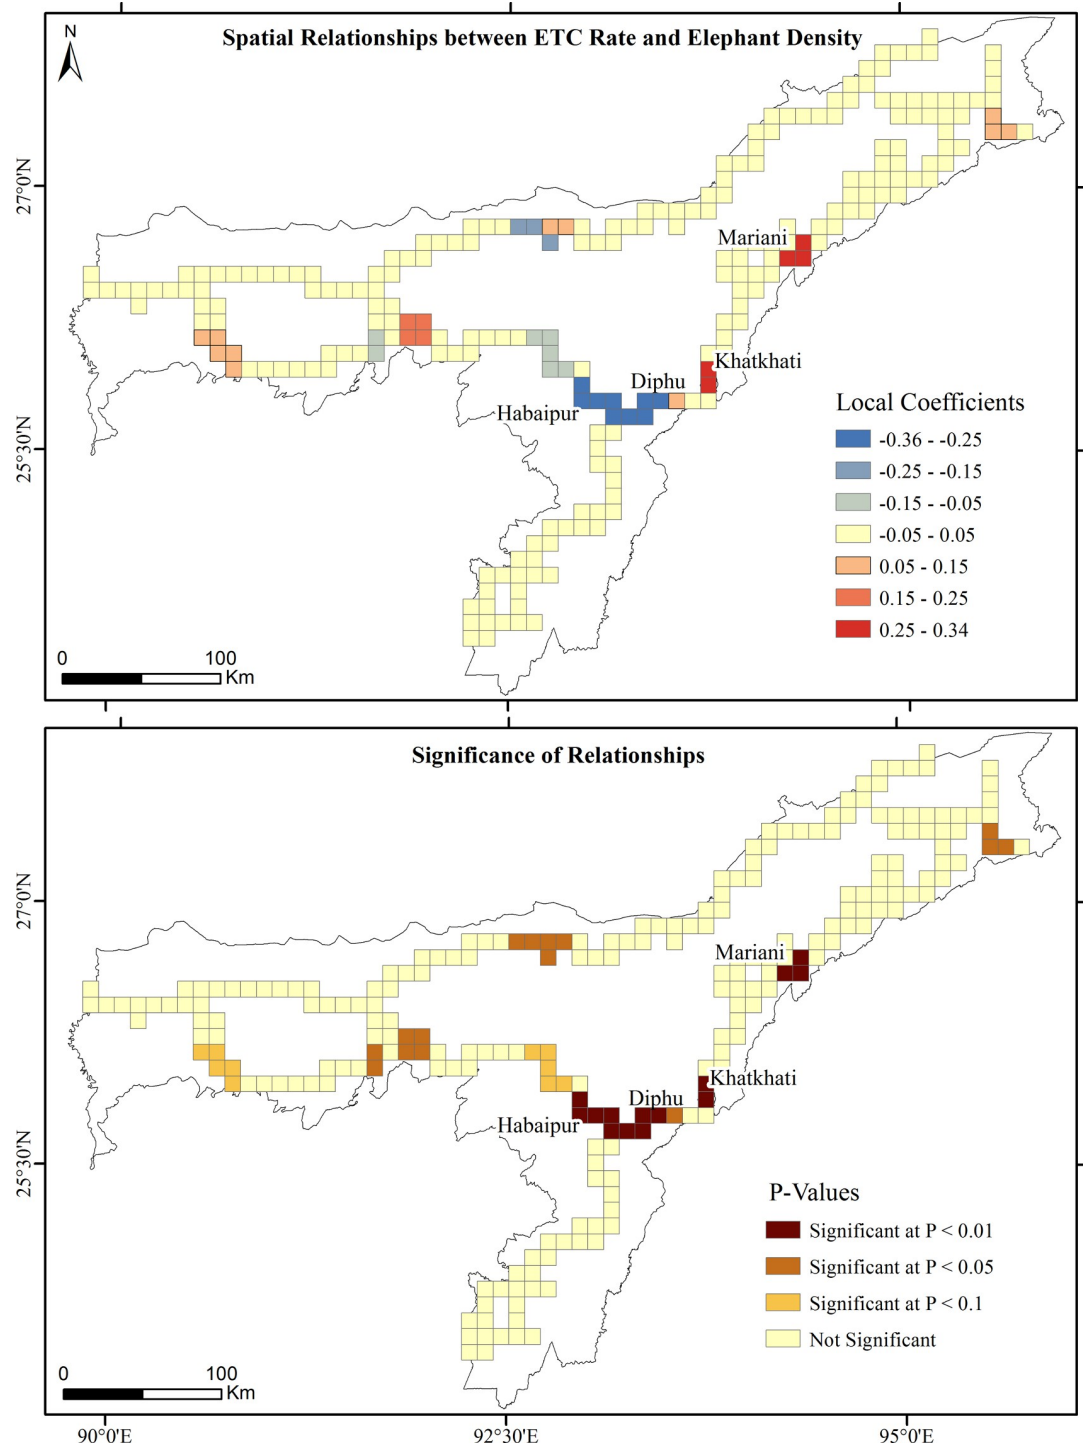 Spatial Relationships between ETC Rate and Elephant Density
N
27°0'N
Mariani
Khatkhati
Diphu
Habaipur
25°30'N
Local Coefficients
-0.36 - -0.25
-0.25 - -0.15
-0.15 - -0.05
-0.05 - 0.05
0.05 - 0.15
0.15 - 0.25
0.25 - 0.34
0 100
Km
Significance of Relationships
27°0'N
Mariani
Khatkhati
Diphu
Habaipur
25°30'N
P-Values
Significant at P < 0.01
Significant at P < 0.05
Significant at P < 0.1
Not Significant
0 100
Km
90°0'E 92°30'E 95°0'E